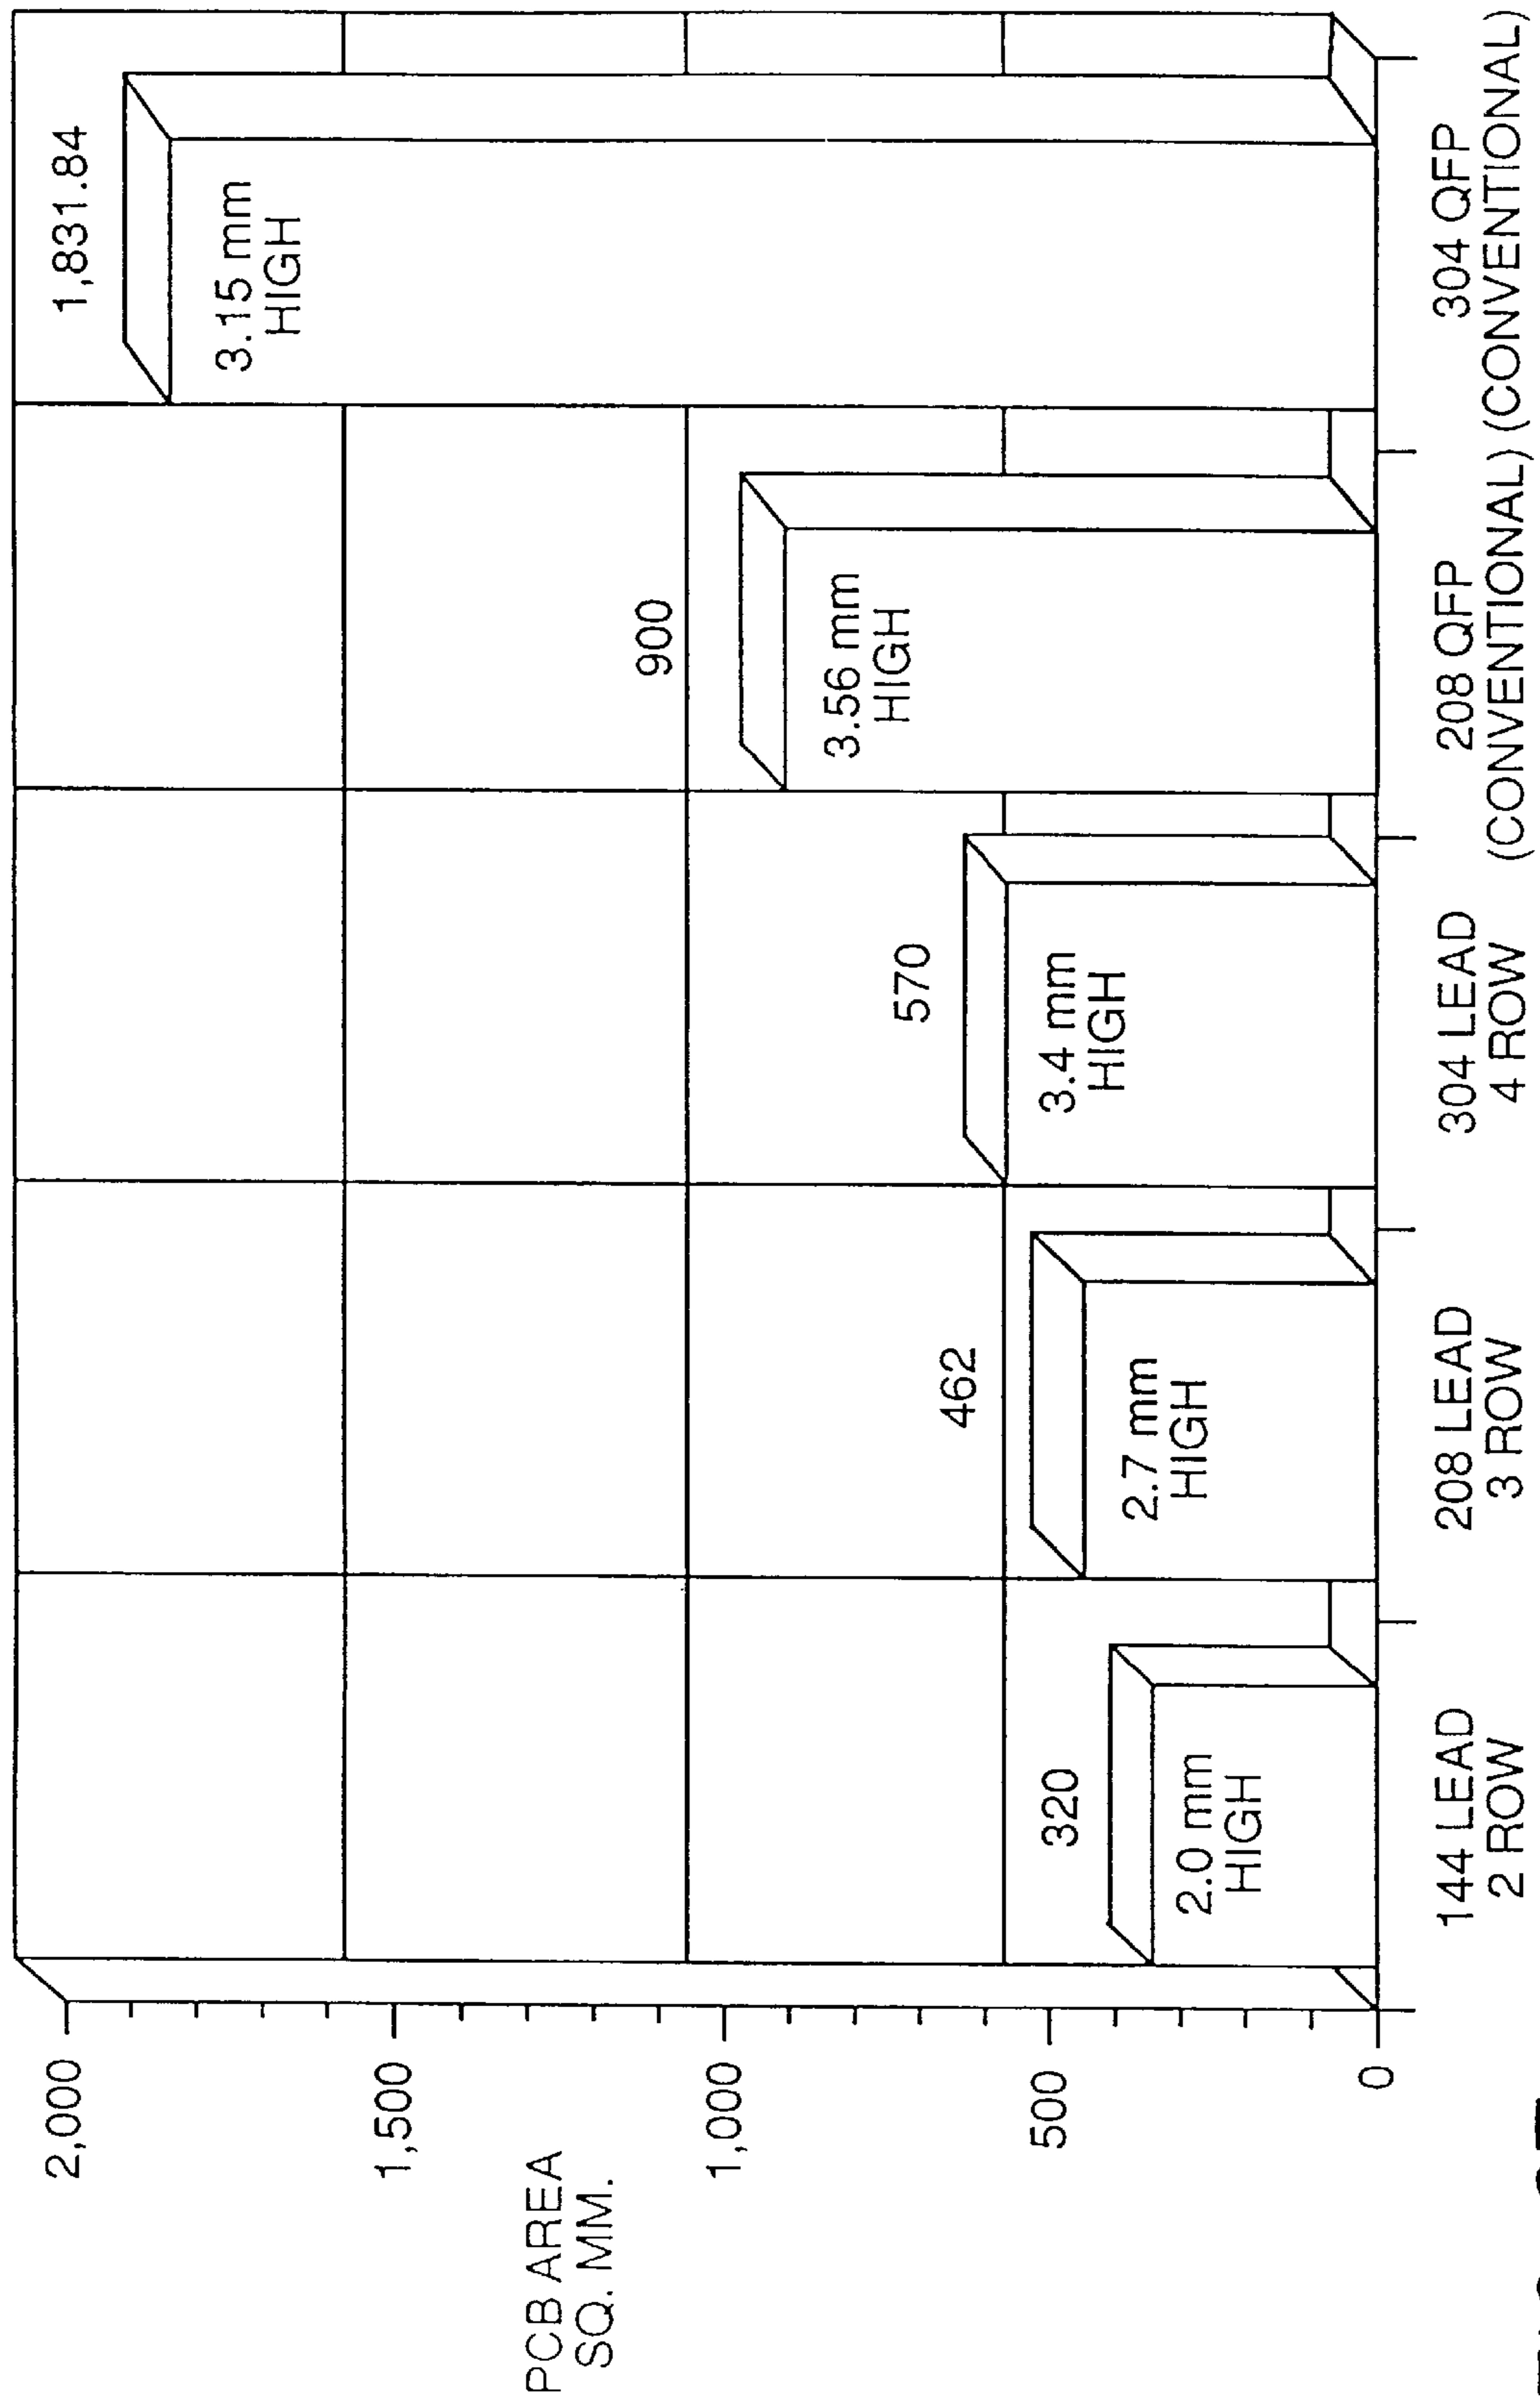 2,000
1,500
1,000
500
0
PCB AREA
SQ. MM.
1,831.84
3.15 mm
HIGH
900
3.56 mm
HIGH
570
3.4 mm
HIGH
462
2.7 mm
HIGH
320
2.0 mm
HIGH
144 LEAD
2 ROW
208 LEAD
3 ROW
304 LEAD
4 ROW
208 QFP
(CONVENTIONAL)
304 QFP
(CONVENTIONAL)